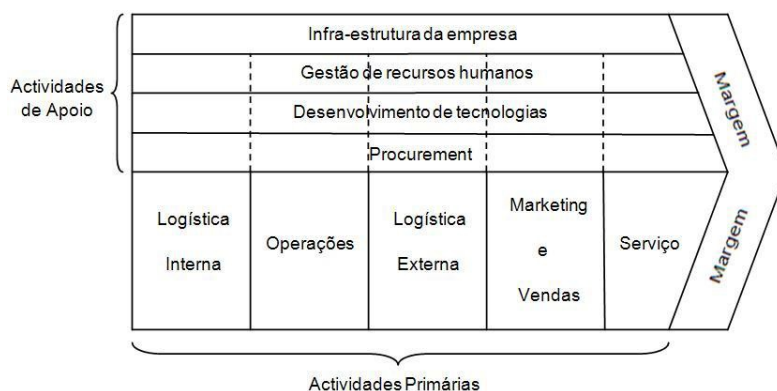 Infra-estrutura da empresa
Gestão de recursos humanos
Desenvolvimento de tecnologias
Procurement
Actividades
de Apoio
Margem
Logística
Interna
Operações
Logística
Externa
Marketing
e
Vendas
Serviço
Margem
Actividades Primárias